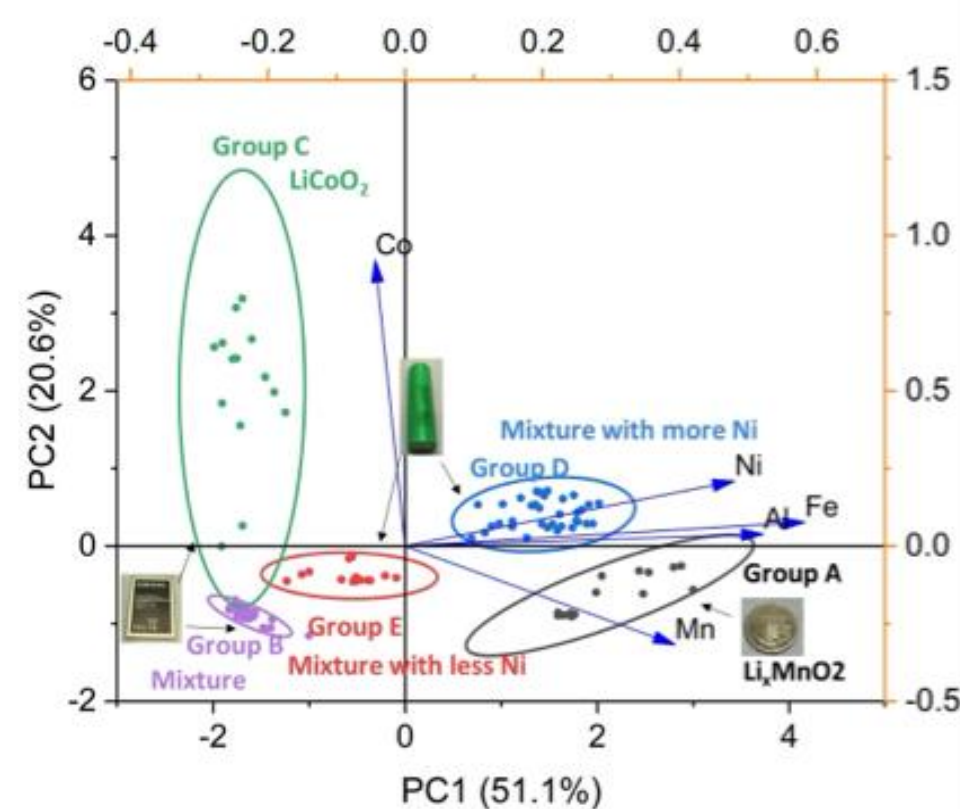 -0.4 -0.2 0.0 0.2 0.4 0.6
6 1.5
Group C
LiCoO₂
4 1.0
Co
2 0.5
Mixture with more Ni
Group D
Ni
Al Fe
0 0.0
Group A
Group E
Mn
Group B
Mixture with less Ni
LiₓMnO2
Mixture
-2 -0.5
-2 0 2 4
PC1 (51.1%)
PC2 (20.6%)